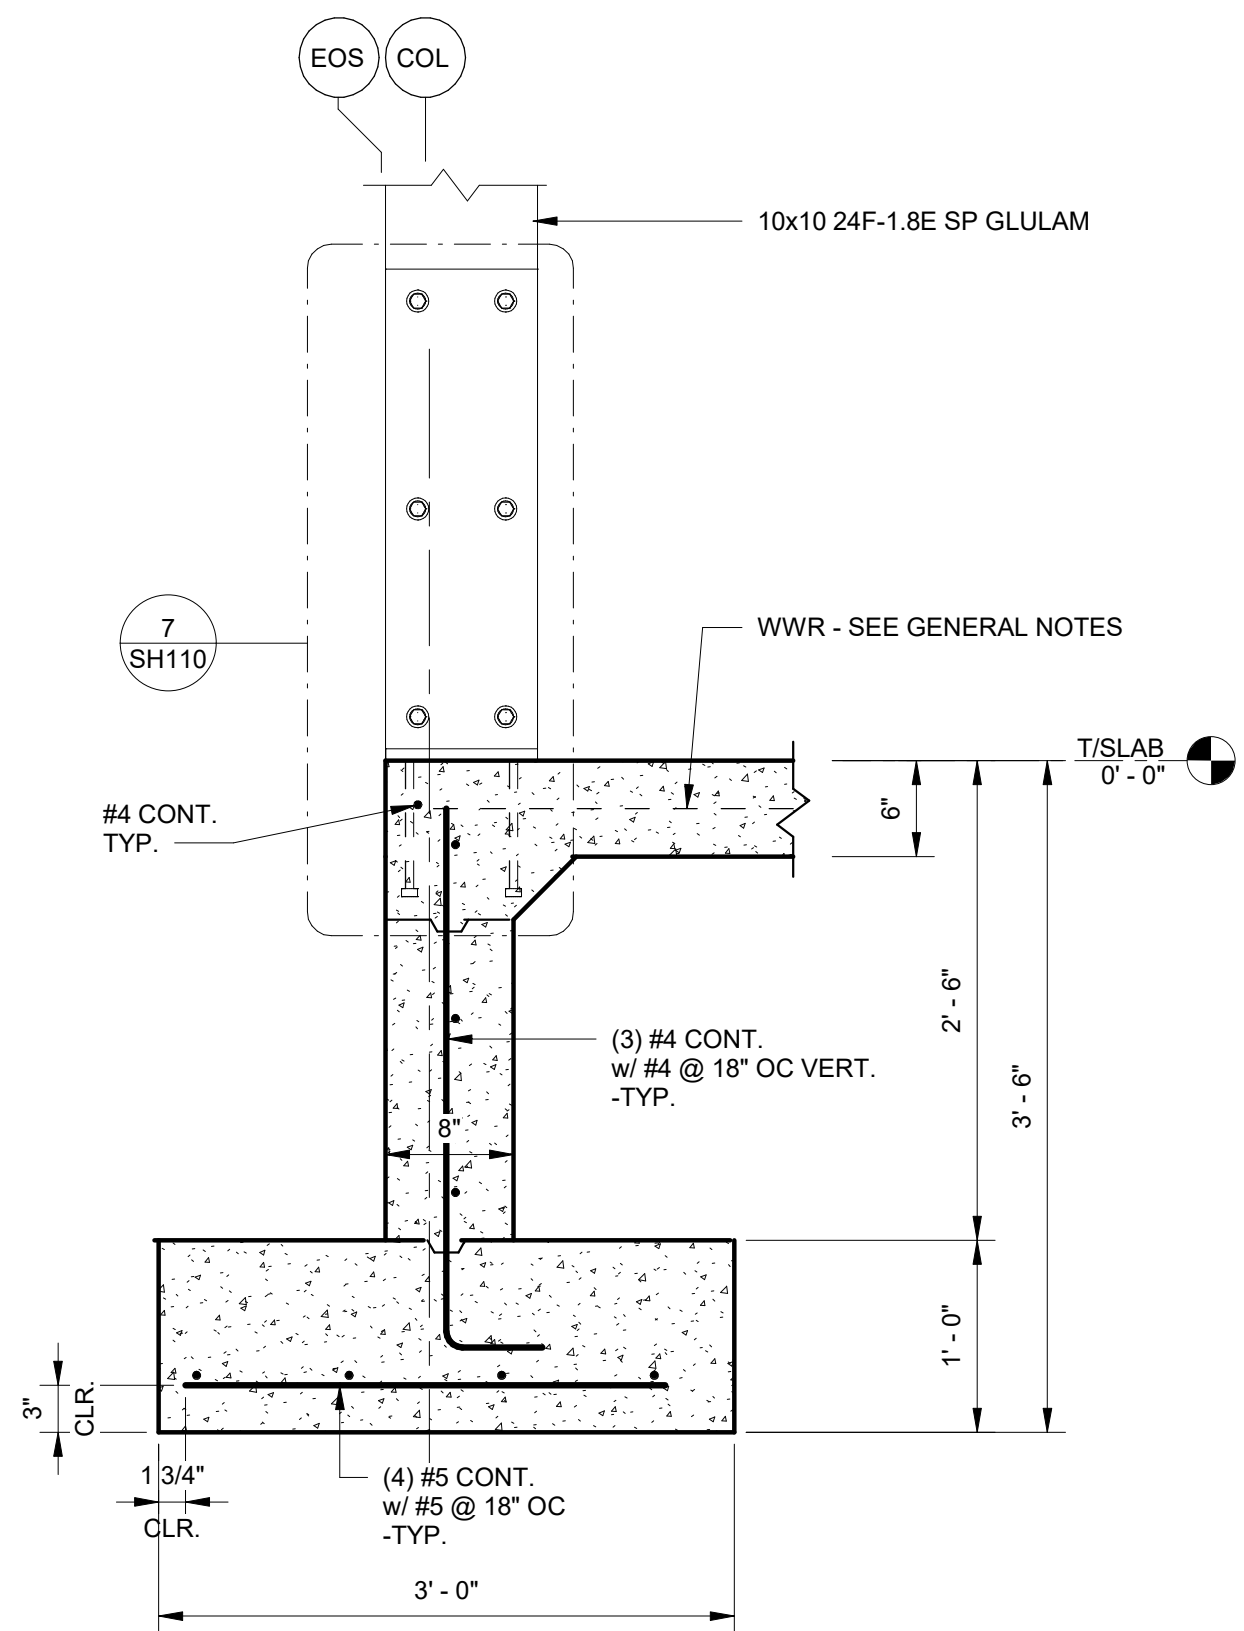 EOS
COL
10x10 24F-1.8E SP GLULAM
7
SH110
WWR - SEE GENERAL NOTES
T/SLAB
0' - 0"
#4 CONT.
TYP.
6"
2' - 6"
3' - 6"
(3) #4 CONT.
w/ #4 @ 18" OC VERT.
-TYP.
8"
1' - 0"
3"
CLR.
1 3/4"
CLR.
(4) #5 CONT.
w/ #5 @ 18" OC
-TYP.
3' - 0"